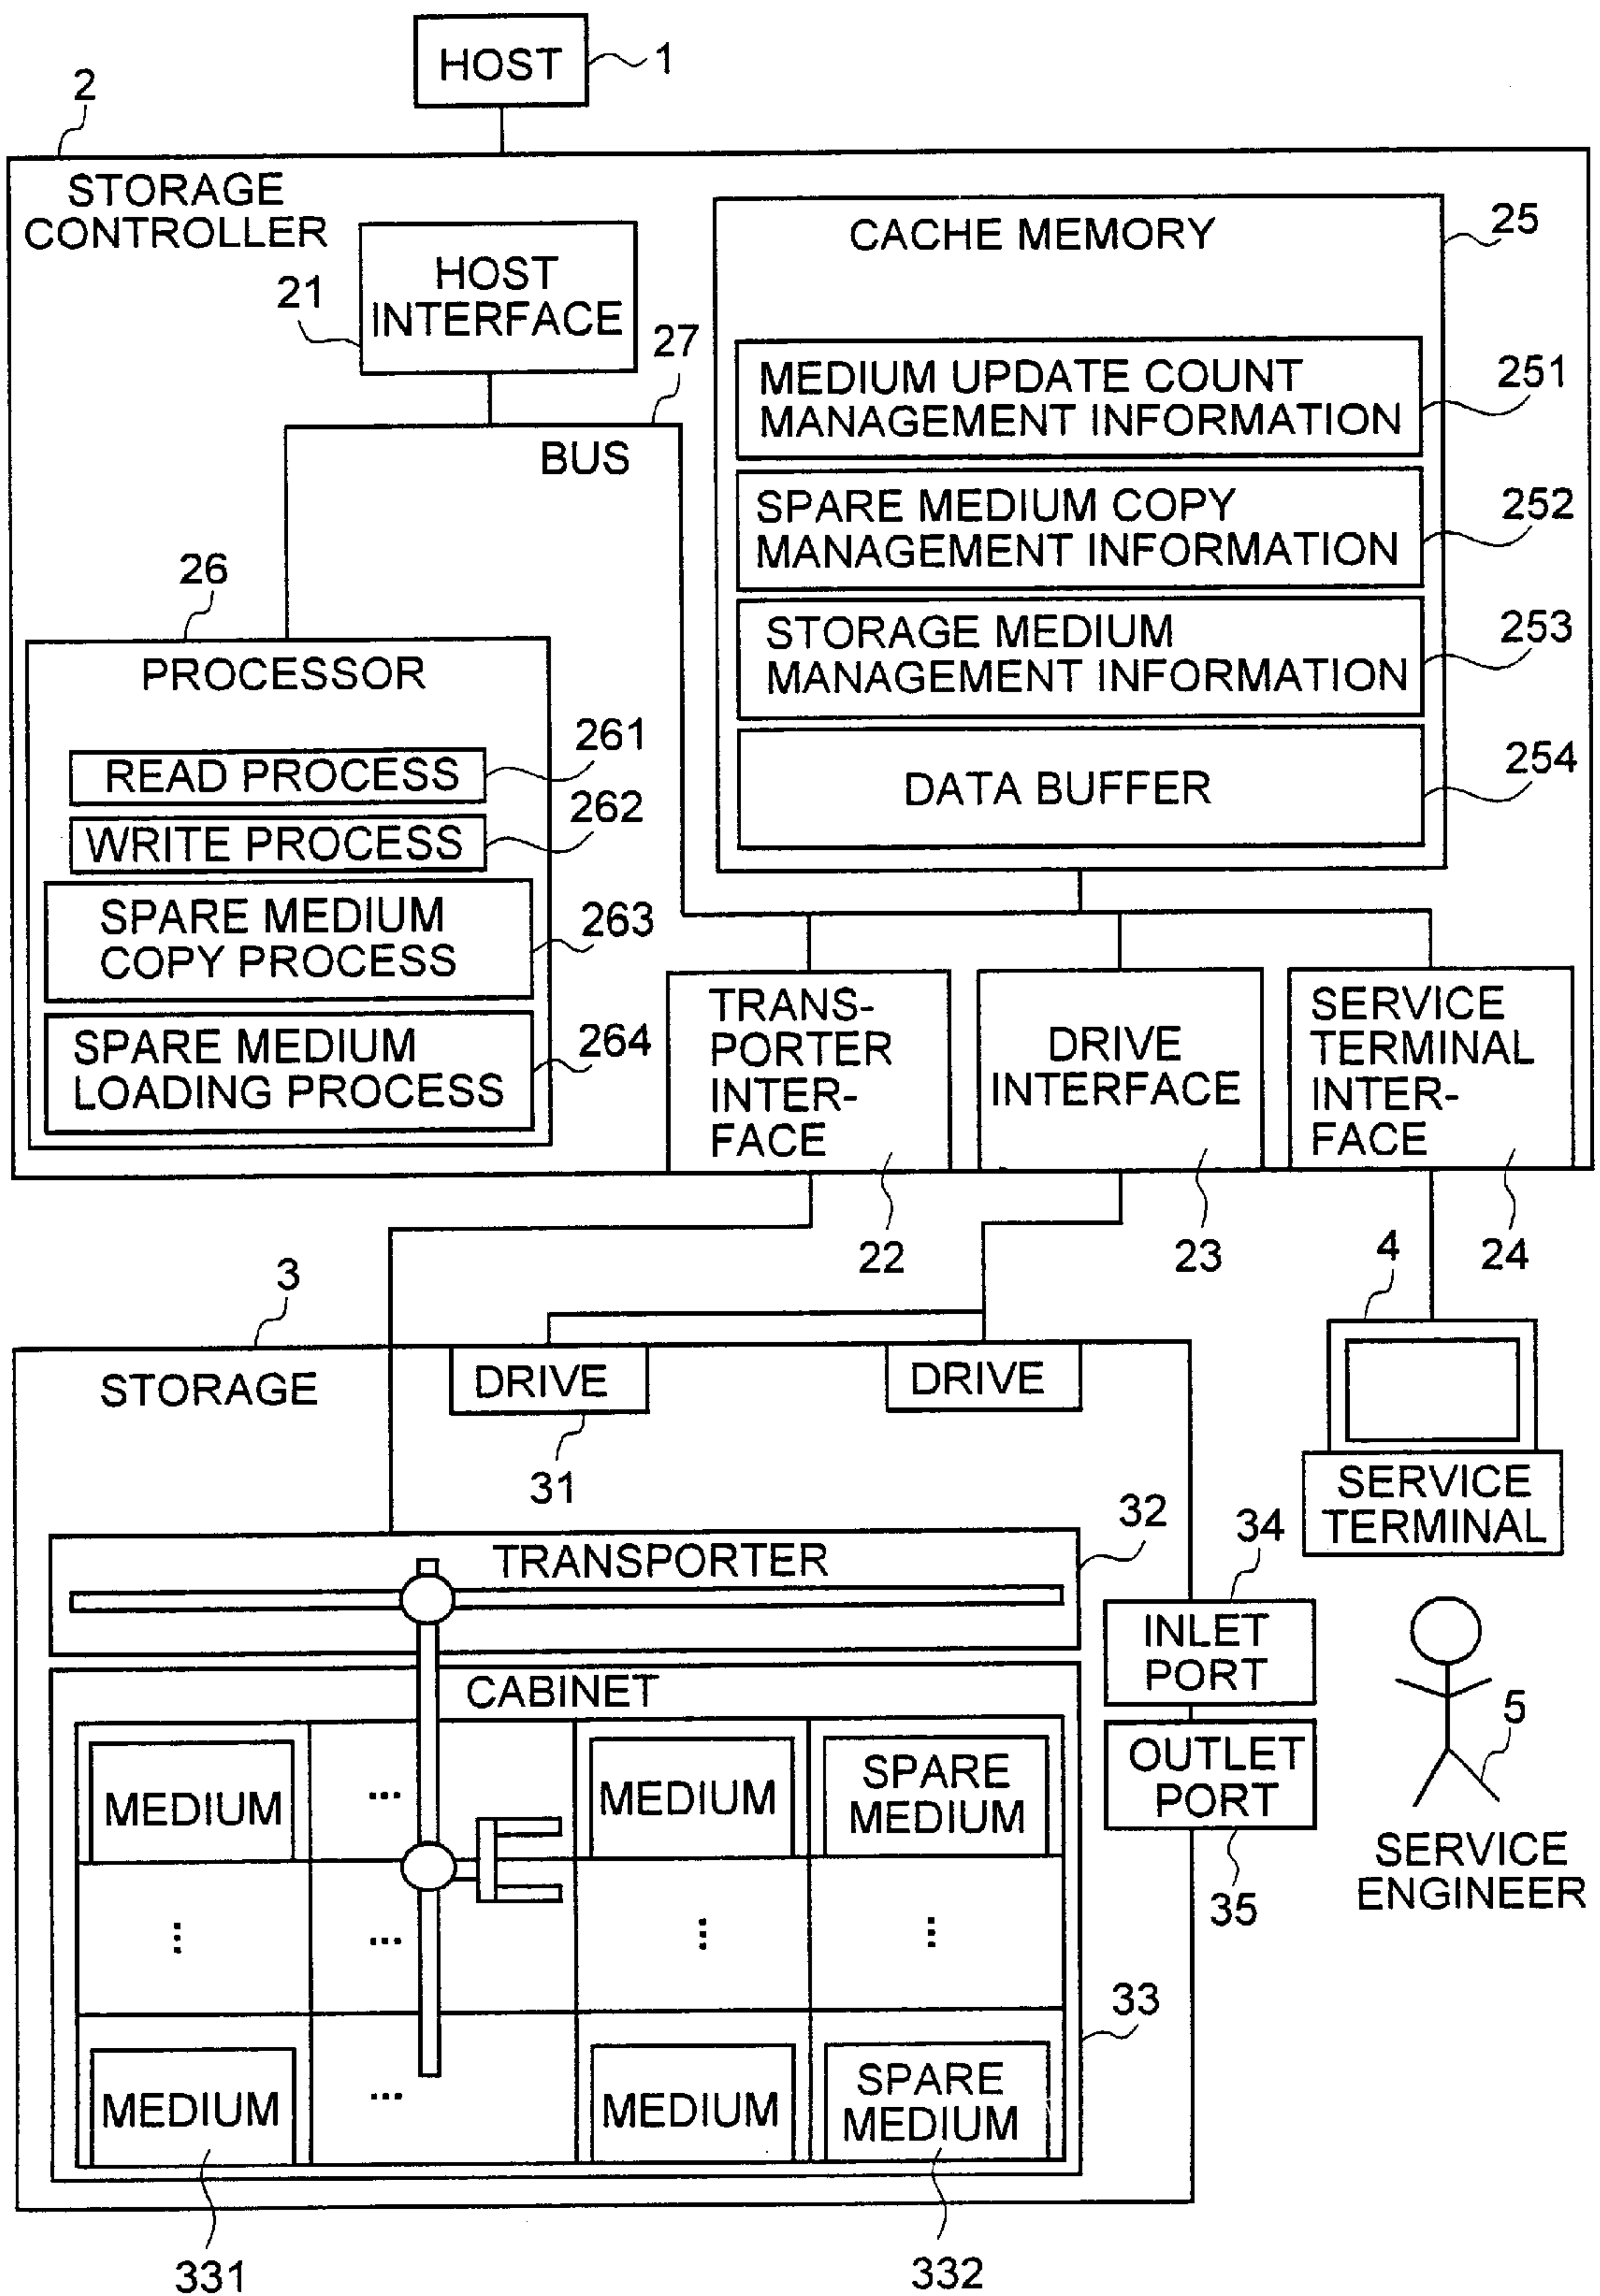 HOST
1
2
STORAGE
CONTROLLER
HOST
INTERFACE
21
27
BUS
CACHE MEMORY
25
MEDIUM UPDATE COUNT
MANAGEMENT INFORMATION
251
SPARE MEDIUM COPY
MANAGEMENT INFORMATION
252
STORAGE MEDIUM
MANAGEMENT INFORMATION
253
DATA BUFFER
254
26
PROCESSOR
READ PROCESS
261
WRITE PROCESS
262
SPARE MEDIUM
COPY PROCESS
263
SPARE MEDIUM
LOADING PROCESS
264
TRANS-
PORTER
INTER-
FACE
22
DRIVE
INTERFACE
23
SERVICE
TERMINAL
INTER-
FACE
24
3
STORAGE
DRIVE
31
DRIVE
4
SERVICE
TERMINAL
TRANSPORTER
32
CABINET
33
MEDIUM
...
MEDIUM
SPARE
MEDIUM
...
...
...
...
MEDIUM
...
MEDIUM
SPARE
MEDIUM
331
332
34
INLET
PORT
OUTLET
PORT
35
5
SERVICE
ENGINEER